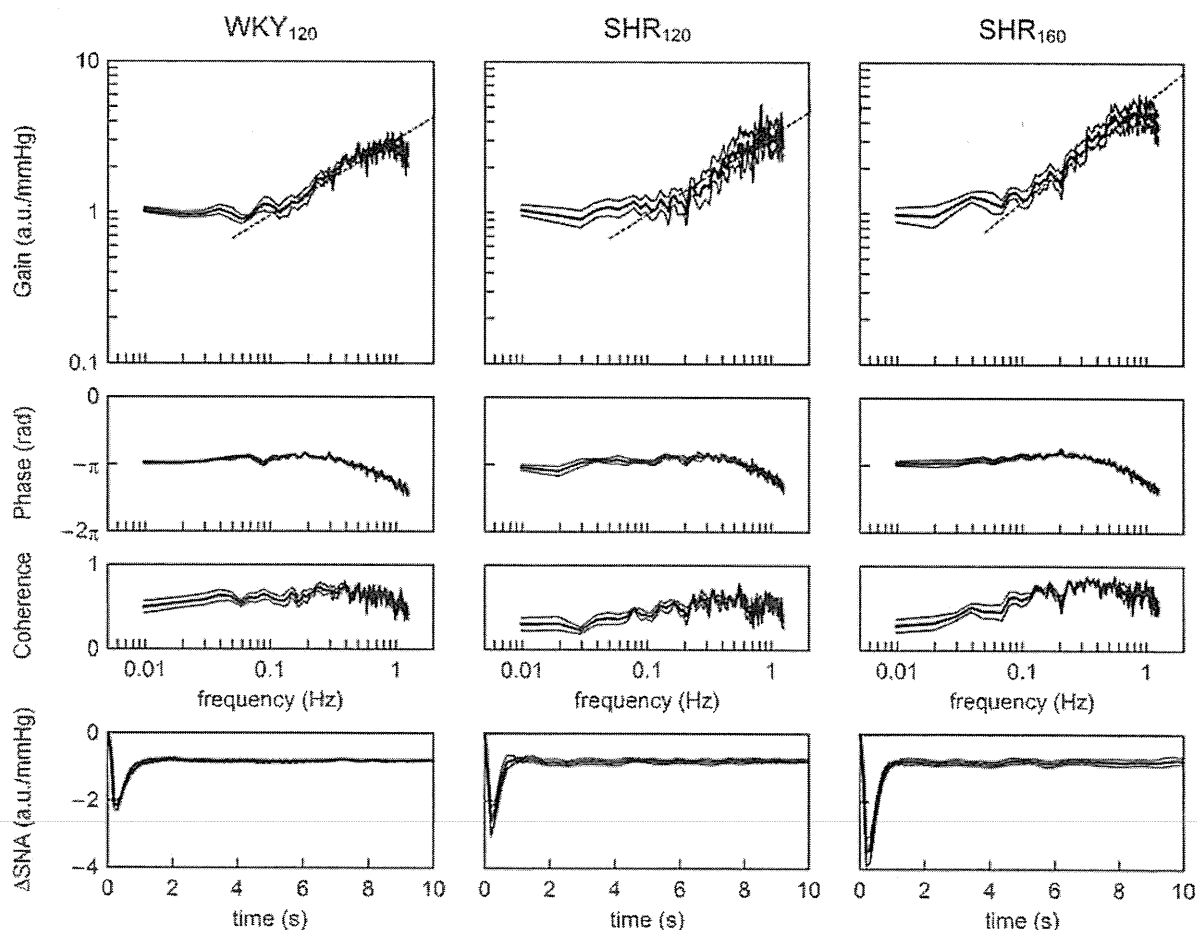 WKY₁₂₀ SHR₁₂₀ SHR₁₆₀
Gain (a.u./mmHg)
10
1
0.1
Phase (rad)
0
−π
−2π
Coherence
1
0
0.01 0.1 1 0.01 0.1 1 0.01 0.1 1
frequency (Hz) frequency (Hz) frequency (Hz)
ΔSNA (a.u./mmHg)
0
−2
−4
0 2 4 6 8 10 0 2 4 6 8 10 0 2 4 6 8 10
time (s) time (s) time (s)